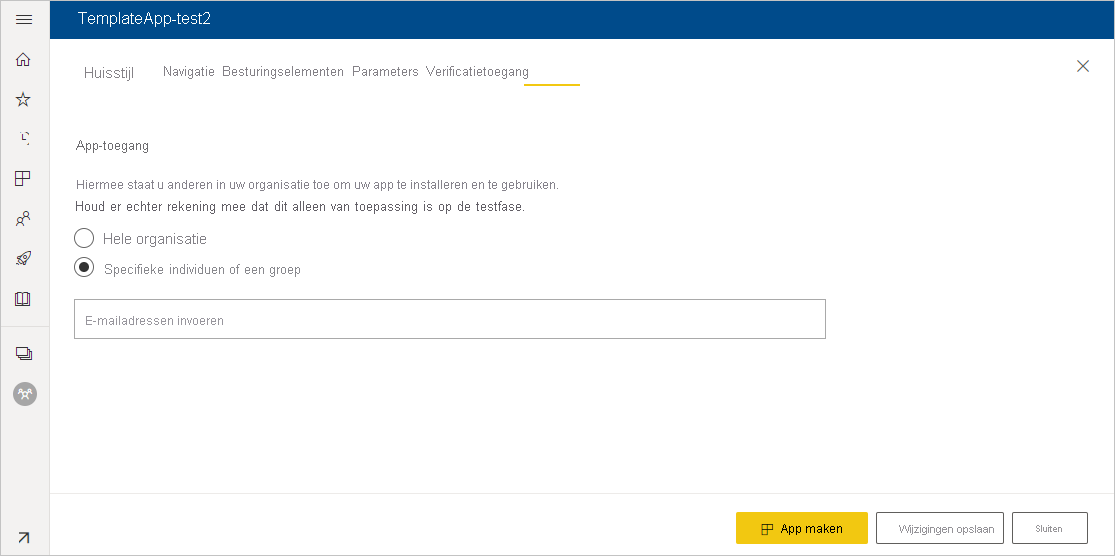 TemplateApp-test2
Huisstijl Navigatie Besturingselementen Parameters Verificatietoegang
App-toegang
Hiermee staat u anderen in uw organisatie toe om uw app te installeren en te gebruiken.
Houd er echter rekening mee dat dit alleen van toepassing is op de testfase.
Hele organisatie
Specifieke individuen of een groep
E-mailadressen invoeren
App maken Wijzigingen opslaan Sluiten